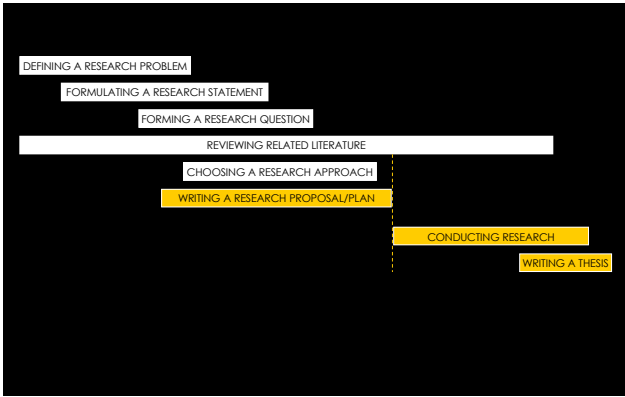 DEFINING A RESEARCH PROBLEM
FORMULATING A RESEARCH STATEMENT
FORMING A RESEARCH QUESTION
REVIEWING RELATED LITERATURE
CHOOSING A RESEARCH APPROACH
WRITING A RESEARCH PROPOSAL/PLAN
CONDUCTING RESEARCH
WRITING A THESIS